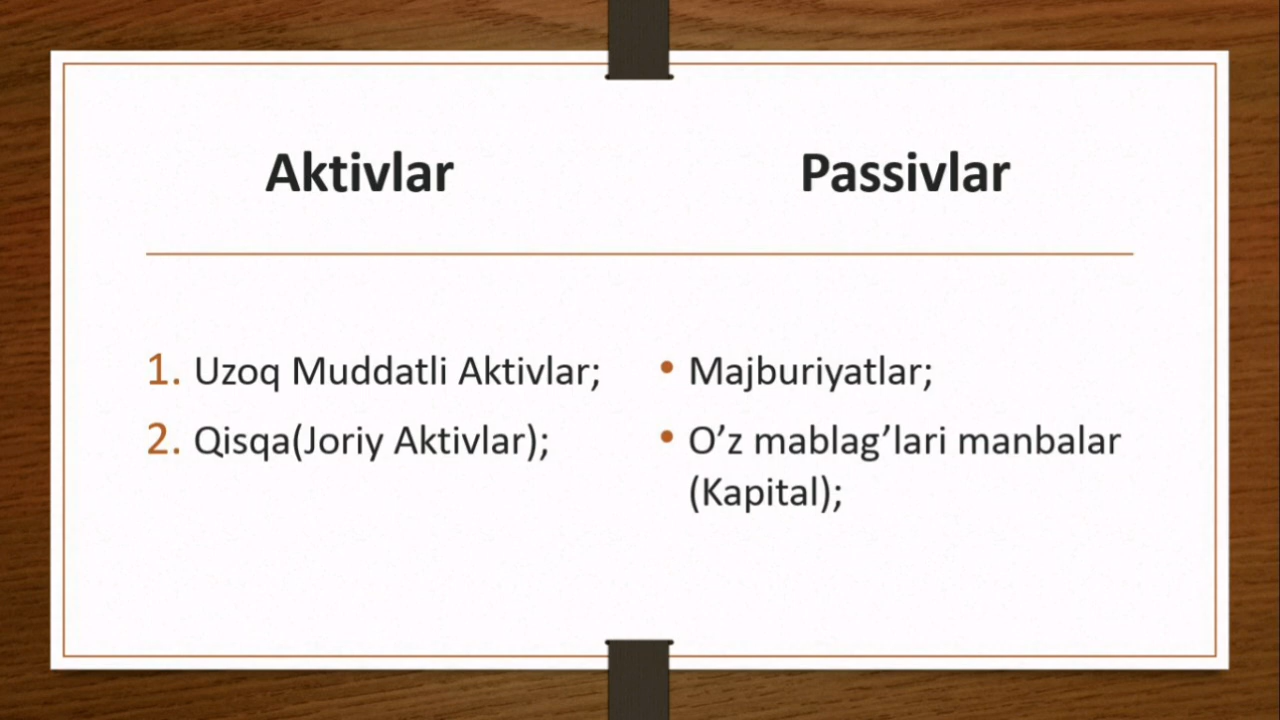 Aktivlar
Passivlar
1. Uzoq Muddatli Aktivlar;
2. Qisqa(Joriy Aktivlar);
• Majburiyatlar;
• O’z mablag’lari manbalar
(Kapital);